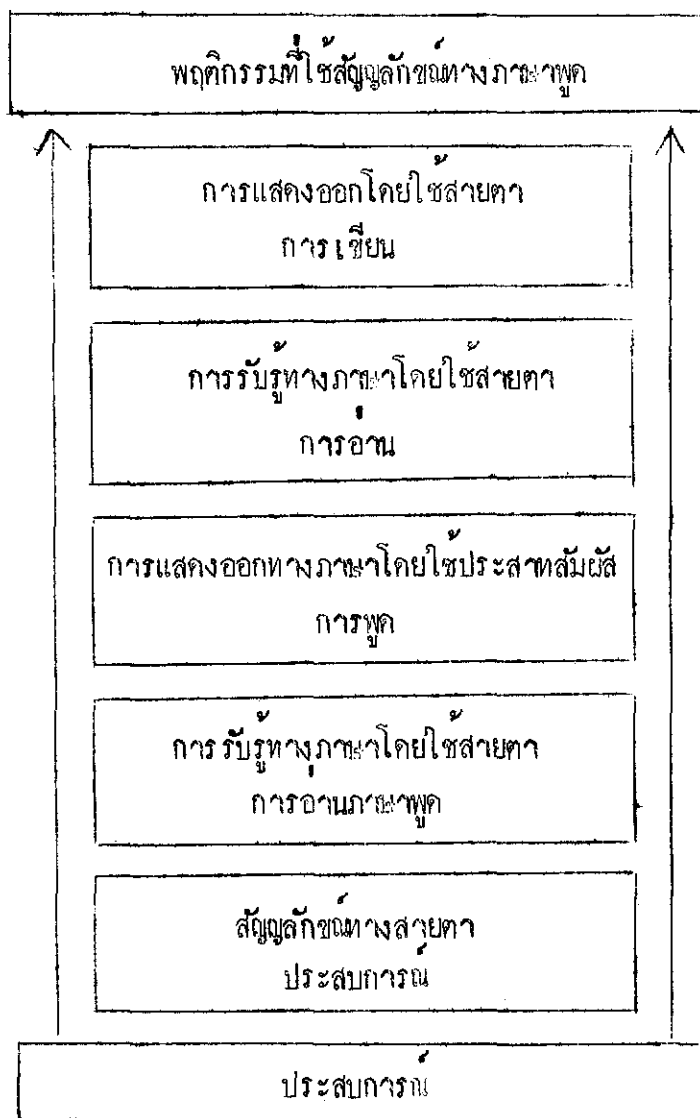 พฤติกรรมที่ใช้สัญญลักขณ์ทางภาษาพูด
การแสดงออกโดยใช้สายตา
การเขียน
การรับรู้ทางภาษาโดยใช้สายตา
การอ่าน
การแสดงออกทางภาษาโดยใช้ประสาทสัมผัส
การพูด
การรับรู้ทางภาษาโดยใช้สายตา
การอ่านภาษาพูด
สัญญลักขณ์ทางสายตา
ประสบการณ์
ประสบการณ์